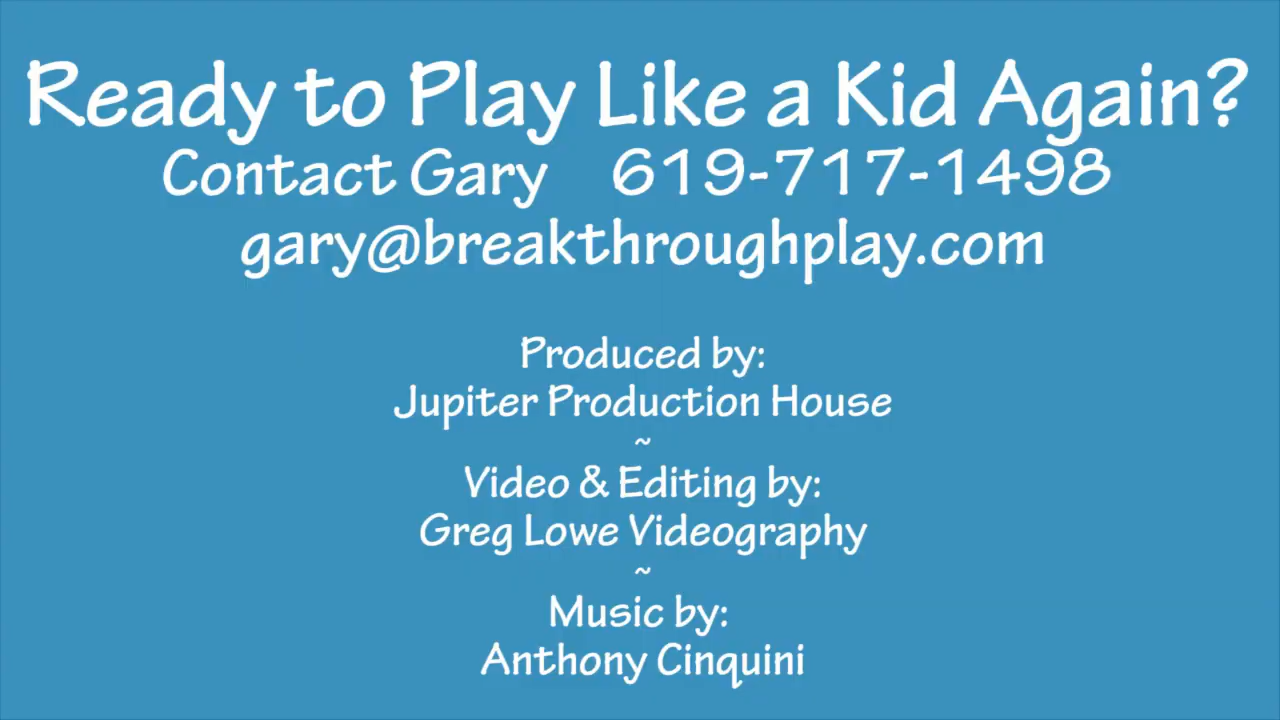 Ready to Play Like a Kid Again?
Contact Gary 619-717-1498
gary@breakthroughplay.com
Produced by:
Jupiter Production House
~
Video & Editing by:
Greg Lowe Videography
~
Music by:
Anthony Cinquini